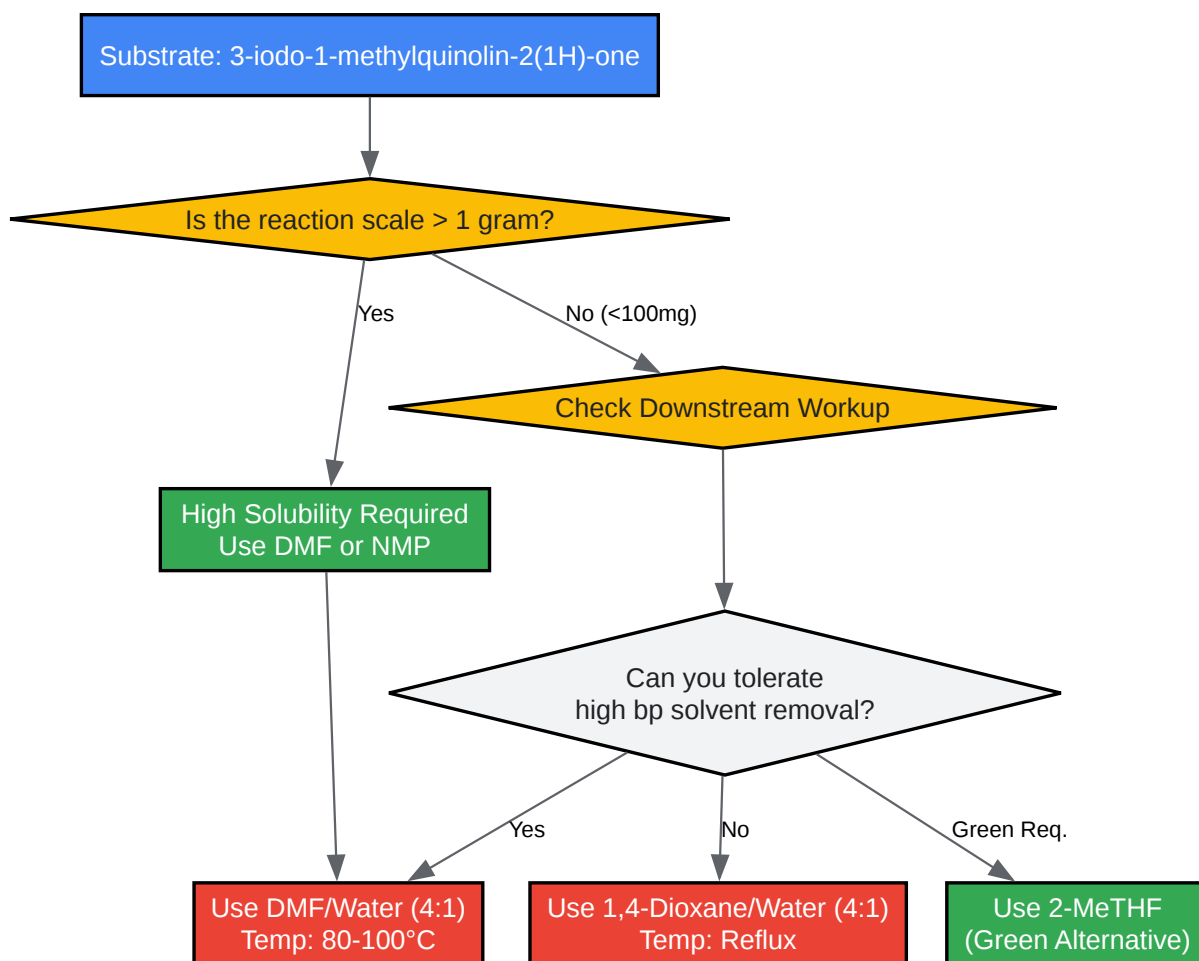 Substrate: 3-iodo-1-methylquinolin-2(1H)-one
Is the reaction scale > 1 gram?
Yes
No (<100mg)
Check Downstream Workup
High Solubility Required
Use DMF or NMP
Can you tolerate
high bp solvent removal?
Yes
No
Green Req.
Use DMF/Water (4:1)
Temp: 80-100°C
Use 1,4-Dioxane/Water (4:1)
Temp: Reflux
Use 2-MeTHF
(Green Alternative)